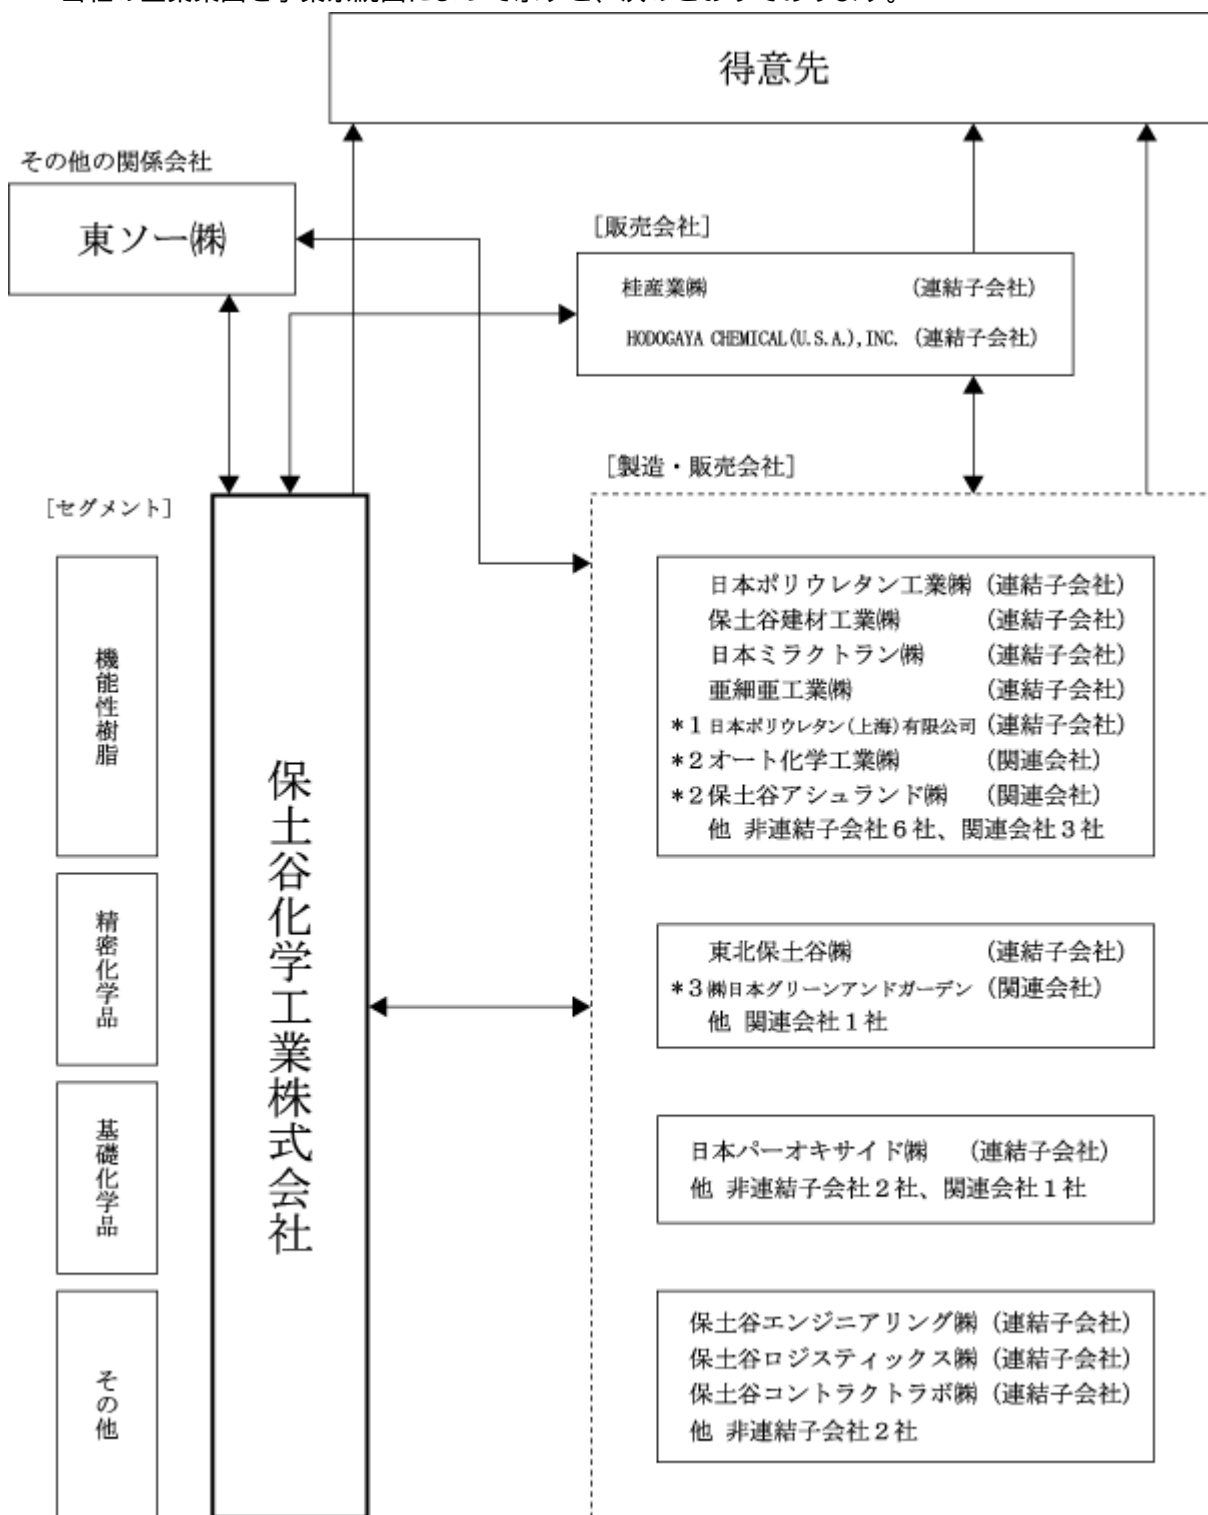 得意先
その他の関係会社
東ソー㈱
[販売会社]
桂産業㈱ (連結子会社)
HODOGAYA CHEMICAL(U.S.A.),INC. (連結子会社)
[製造・販売会社]
[セグメント]
機能性樹脂
精密化学品
基礎化学品
その他
保土谷化学工業株式会社
日本ポリウレタン工業㈱ (連結子会社)
保土谷建材工業㈱ (連結子会社)
日本ミラクトラン㈱ (連結子会社)
亜細亜工業㈱ (連結子会社)
*1日本ポリウレタン(上海)有限公司 (連結子会社)
*2オート化学工業㈱ (関連会社)
*2保土谷アシュランド㈱ (関連会社)
他 非連結子会社6社、関連会社3社
東北保土谷㈱ (連結子会社)
*3㈱日本グリーンアンドガーデン (関連会社)
他 関連会社1社
日本パーオキサイド㈱ (連結子会社)
他 非連結子会社2社、関連会社1社
保土谷エンジニアリング㈱ (連結子会社)
保土谷ロジスティックス㈱ (連結子会社)
保土谷コントラクトラボ㈱ (連結子会社)
他 非連結子会社2社